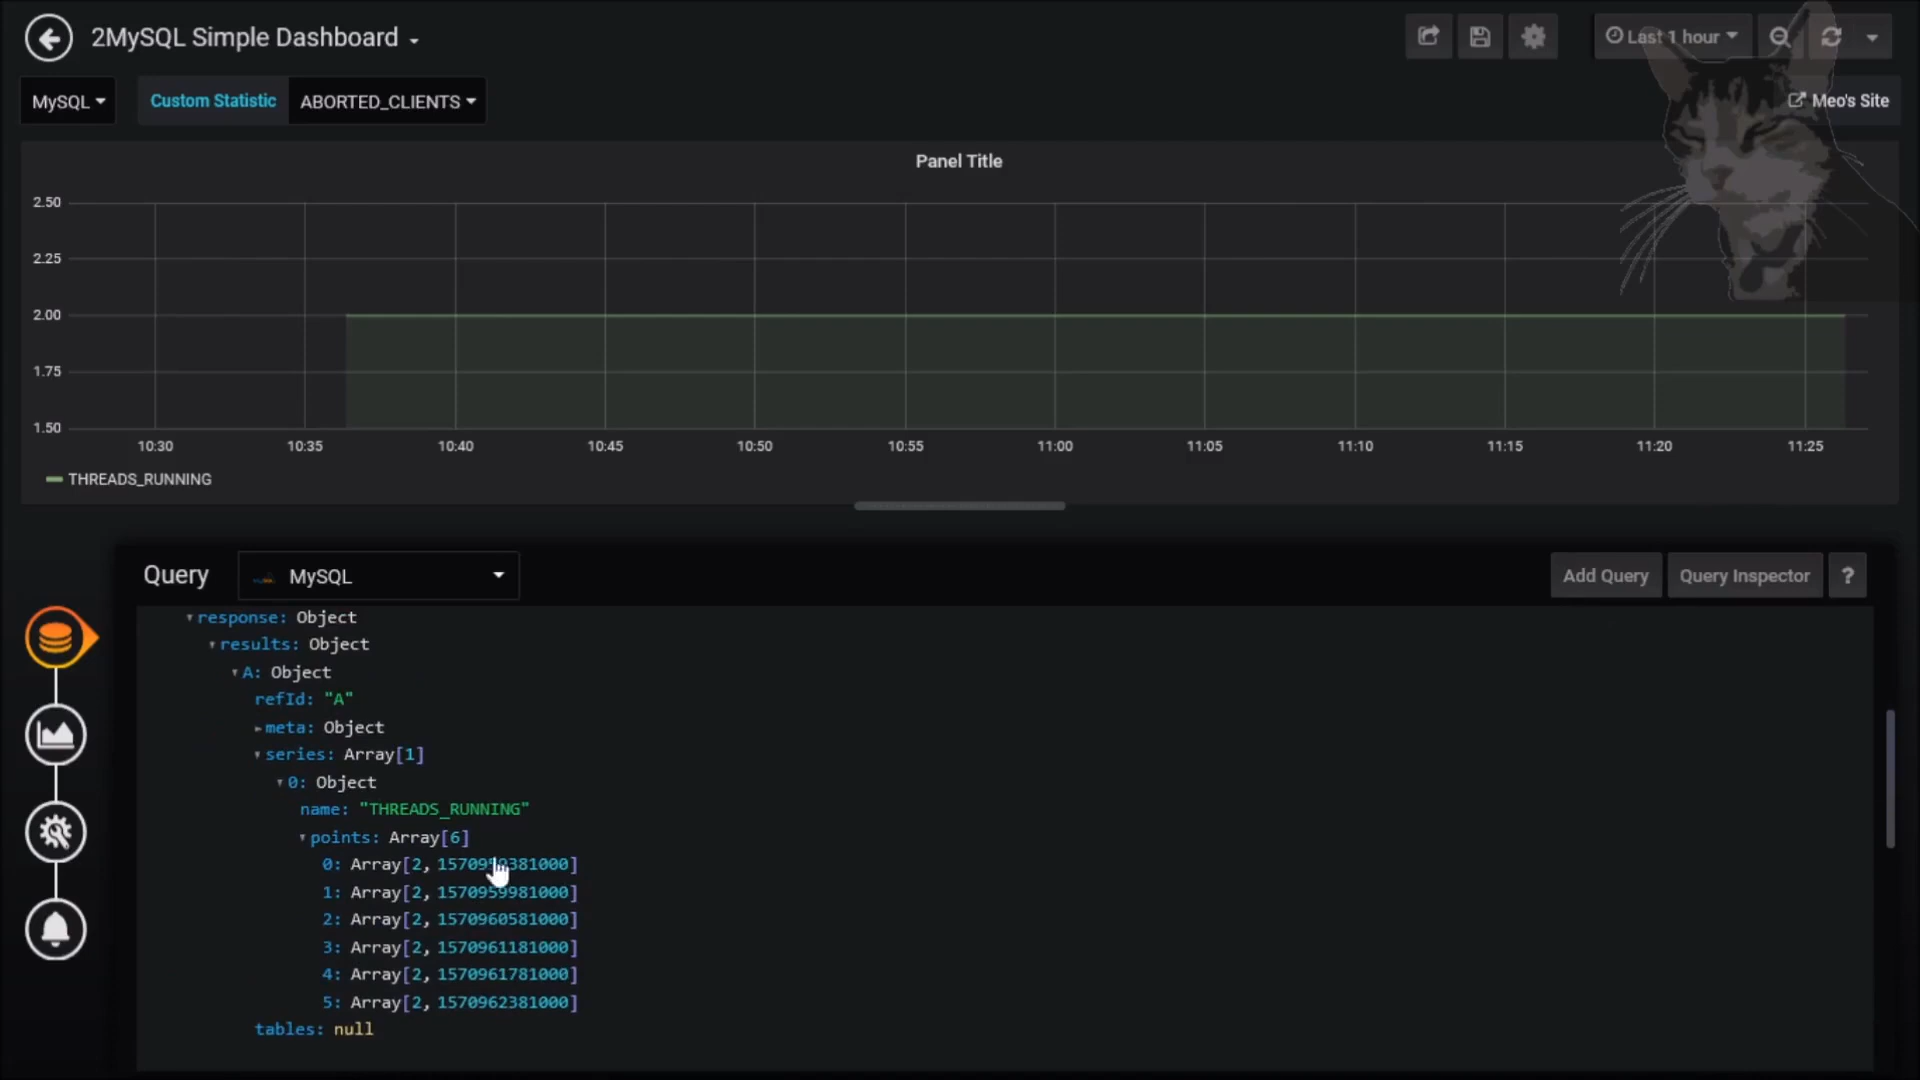 2MySQL Simple Dashboard
Last 1 hour
MySQL
Custom Statistic
ABORTED_CLIENTS
Meo's Site
Panel Title
2.50
2.25
2.00
1.75
1.50
10:30 10:35 10:40 10:45 10:50 10:55 11:00 11:05 11:10 11:15 11:20 11:25
THREADS_RUNNING
Query
MySQL
Add Query
Query Inspector
?
response: Object
results: Object
A: Object
refId: "A"
meta: Object
series: Array[1]
0: Object
name: "THREADS_RUNNING"
points: Array[6]
0: Array[2, 1570959381000]
1: Array[2, 1570959981000]
2: Array[2, 1570960581000]
3: Array[2, 1570961181000]
4: Array[2, 1570961781000]
5: Array[2, 1570962381000]
tables: null